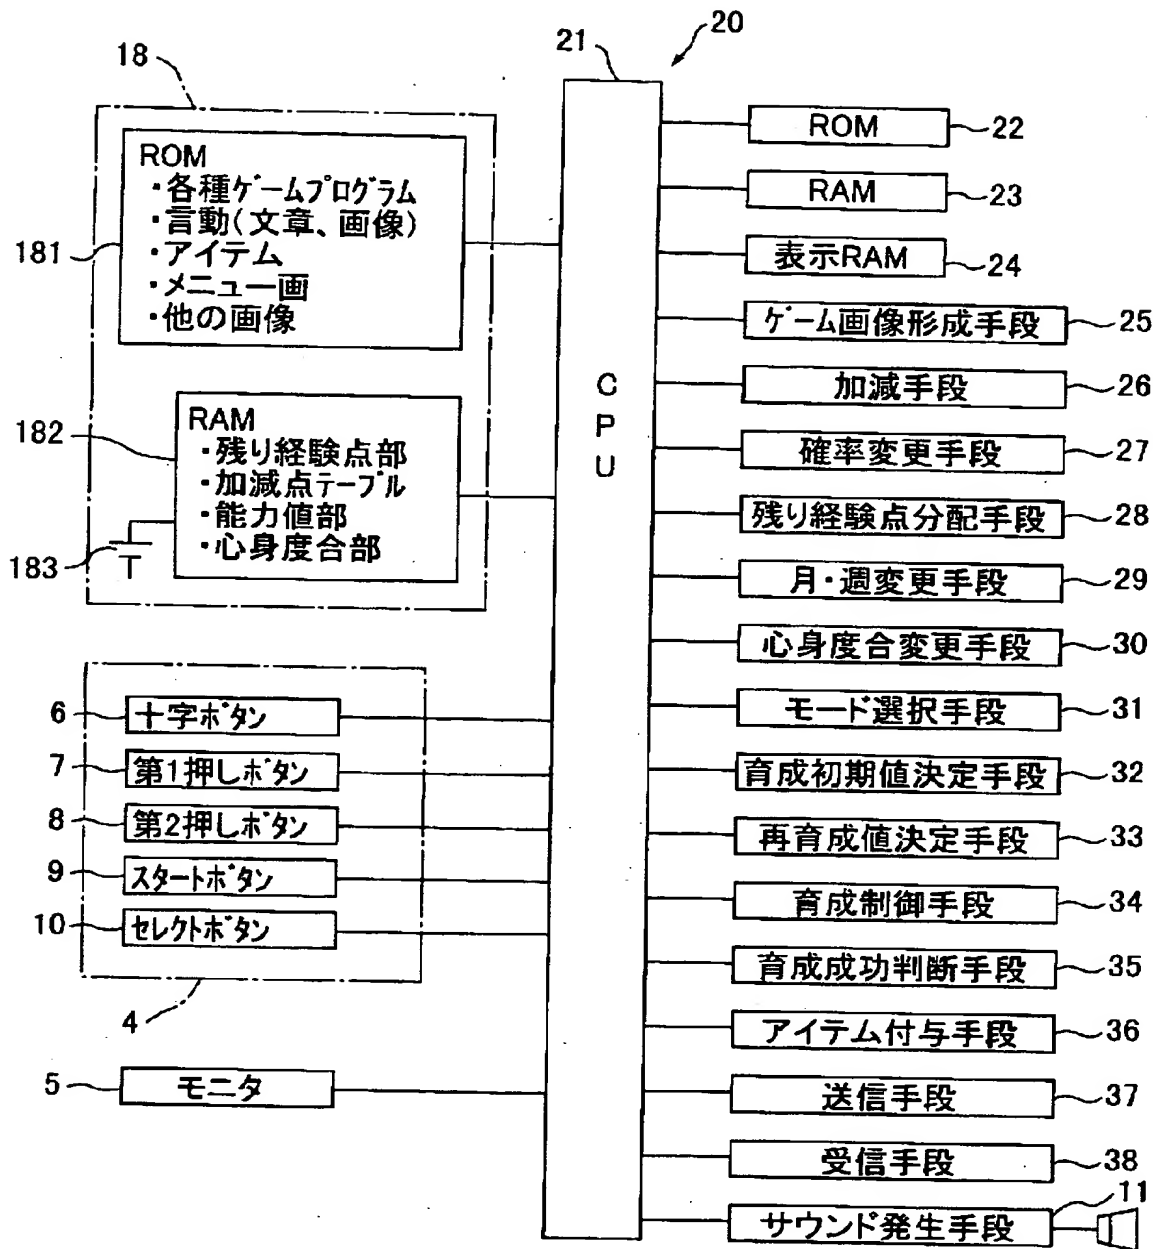 18
ROM
・各種ゲームプログラム
・言動(文章、画像)
・アイテム
・メニュー画
・他の画像
181
RAM
・残り経験点部
・加減点テーブル
・能力値部
・心身度合部
182
183
6 十字ボタン
7 第1押しボタン
8 第2押しボタン
9 スタートボタン
10 セレクトボタン
4
5 モニタ
21
20
CPU
ROM 22
RAM 23
表示RAM 24
ゲーム画像形成手段 25
加減手段 26
確率変更手段 27
残り経験点分配手段 28
月・週変更手段 29
心身度合変更手段 30
モード選択手段 31
育成初期値決定手段 32
再育成値決定手段 33
育成制御手段 34
育成成功判断手段 35
アイテム付与手段 36
送信手段 37
受信手段 38
サウンド発生手段 11